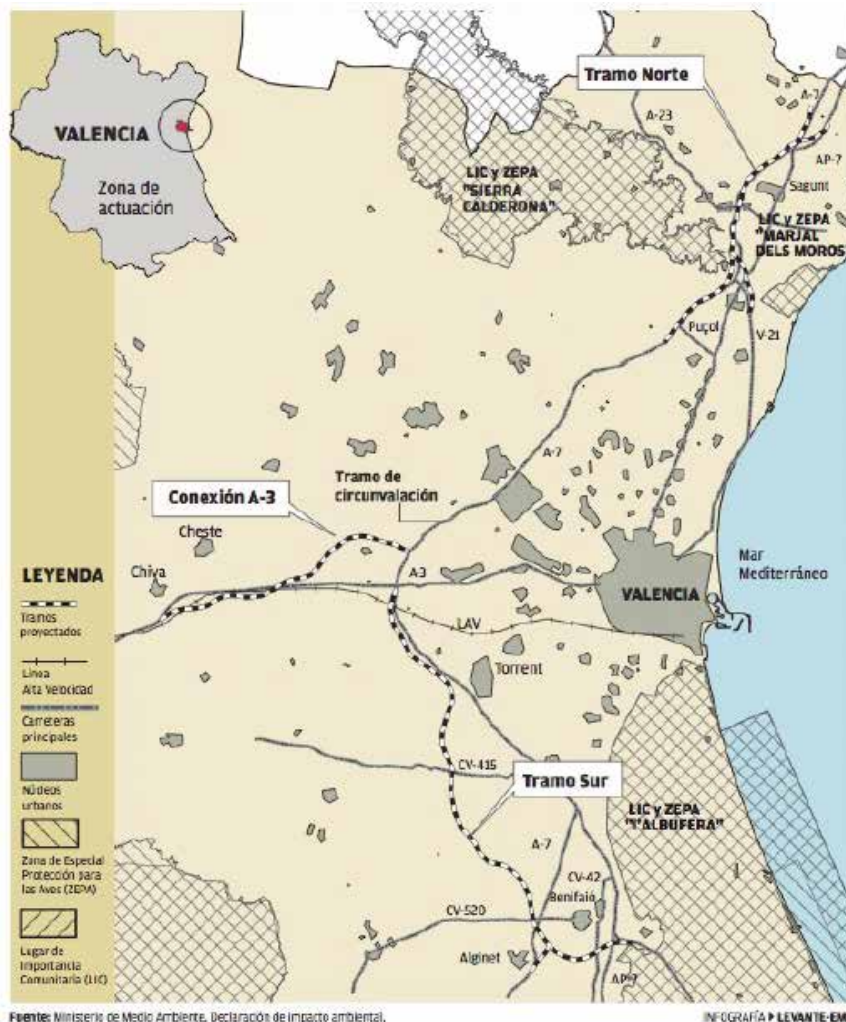 VALENCIA
Zona de
actuación
Tramo Norte
A-7
A-23
AP-7
Sagunt
LIC y ZEPA
"SIERRA
CALDERONA"
LIC y ZEPA
"MARJAL
DELS MOROS"
Puçol
V-21
A-7
Tramo de
circunvalación
Conexión A-3
Cheste
Chiva
A-3
VALENCIA
Mar
Mediterráneo
LAV
Torrent
CV-415
Tramo Sur
LIC y ZEPA
"L'ALBUFERA"
A-7
CV-42
Benifaió
CV-520
Alginet
AP-7
LEYENDA
Tramos
proyectados
Línea
Alta Velocidad
Carreteras
principales
Núcleos
urbanos
Zona de Especial
Protección para
las Aves (ZEPA)
Lugar de
Importancia
Comunitaria (LIC)
Fuente: Ministerio de Medio Ambiente. Declaración de impacto ambiental.
INFOGRAFÍA LEVANTE-EMV